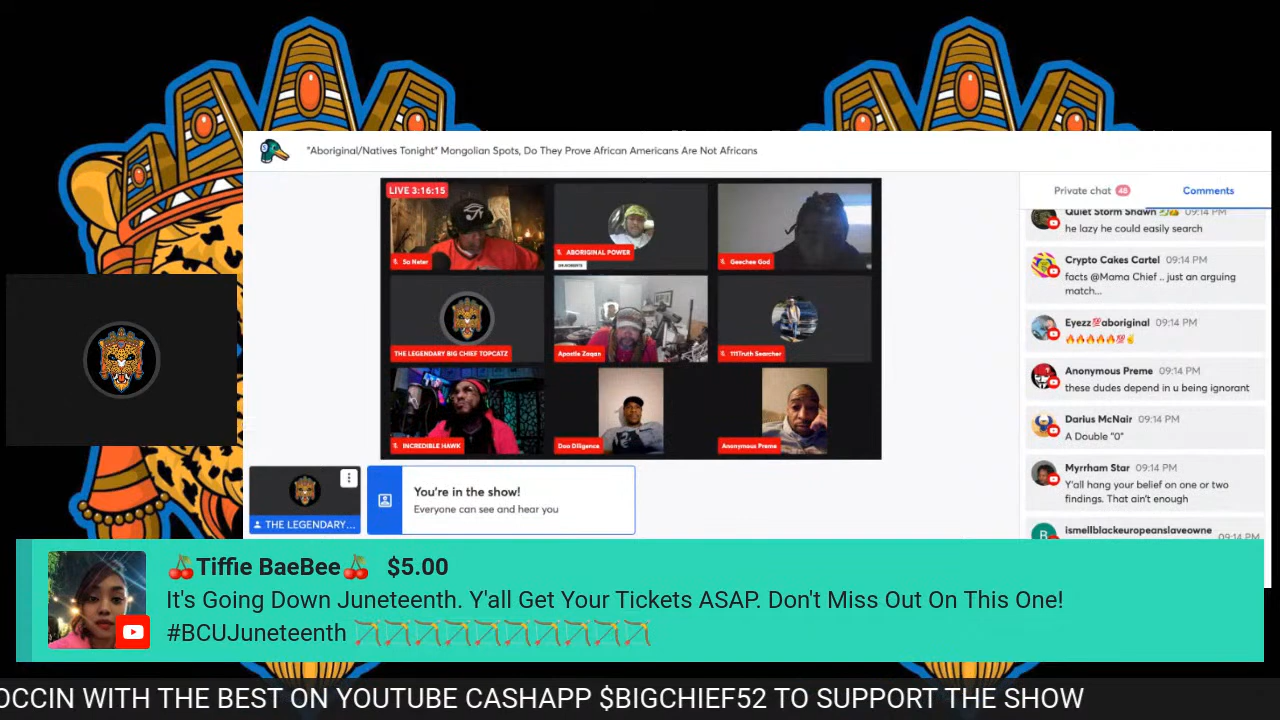 "Aboriginal/Natives Tonight" Mongolian Spots, Do They Prove African Americans Are Not Africans
LIVE 3:16:15
So Neter
ABORIGINAL POWER
Geechee God
THE LEGENDARY BIG CHIEF TOPCATZ
Apostle Zaqan
111Truth Searcher
INCREDIBLE HAWK
Duo Diligence
Anonymous Preme
THE LEGENDARY...
You're in the show!
Everyone can see and hear you
Private chat 48
Comments
Quiet Storm Shawn 09:14 PM
he lazy he could easily search
Crypto Cakes Cartel 09:14 PM
facts @Mama Chief .. just an arguing
match...
Eyezz💯aboriginal 09:14 PM
🔥🔥🔥🔥🔥💯✌
Anonymous Preme 09:14 PM
these dudes depend in u being ignorant
Darius McNair 09:14 PM
A Double "0"
Myrrham Star 09:14 PM
Y'all hang your belief on one or two
findings. That ain't enough
ismellblackeuropeanslaveowne
09:14 PM
B
🍒Tiffie BaeBee🍒 $5.00
It's Going Down Juneteenth. Y'all Get Your Tickets ASAP. Don't Miss Out On This One!
#BCUJuneteenth 🏹🏹🏹🏹🏹🏹🏹🏹🏹🏹
OCCIN WITH THE BEST ON YOUTUBE CASHAPP $BIGCHIEF52 TO SUPPORT THE SHOW